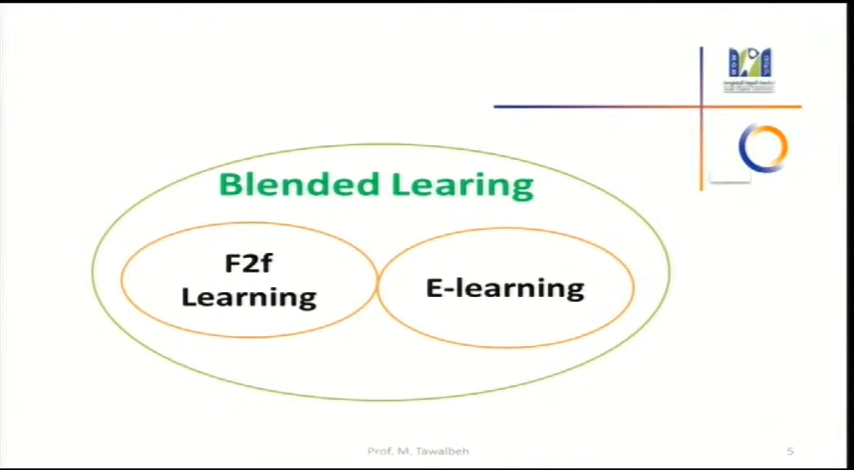 Blended Learing
F2f
Learning
E-learning
Prof. M. Tawalbeh
5